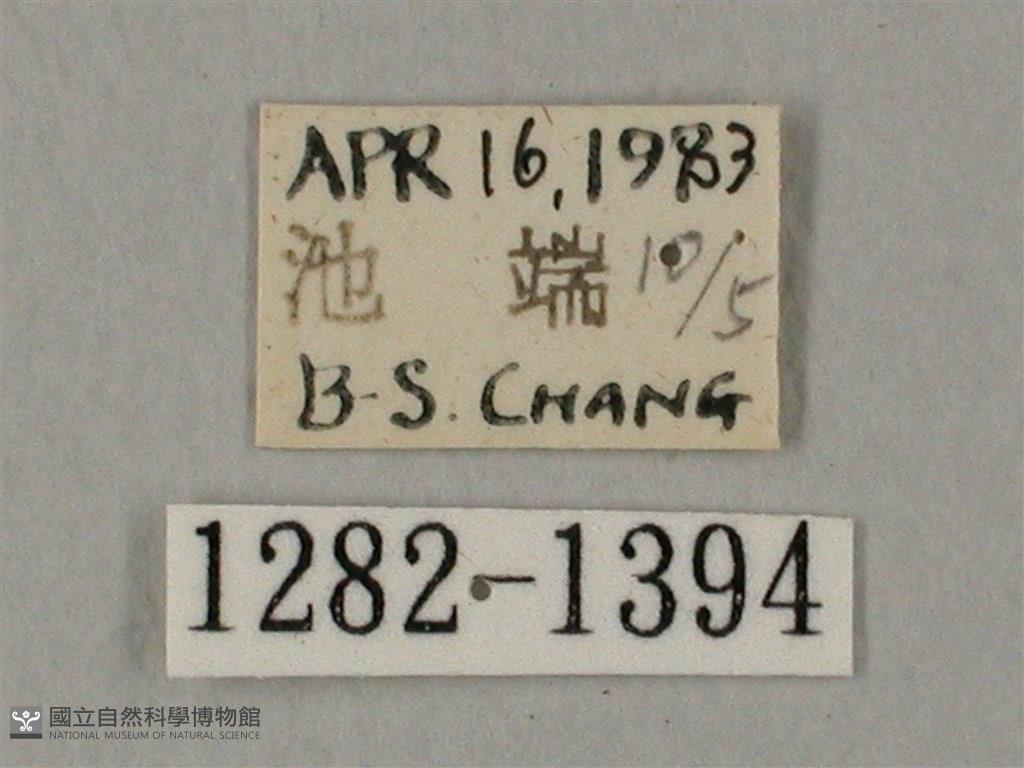 APR 16, 1983
池 端 10/5
B-S. CHANG
1282-1394
國立自然科學博物館
NATIONAL MUSEUM OF NATURAL SCIENCE